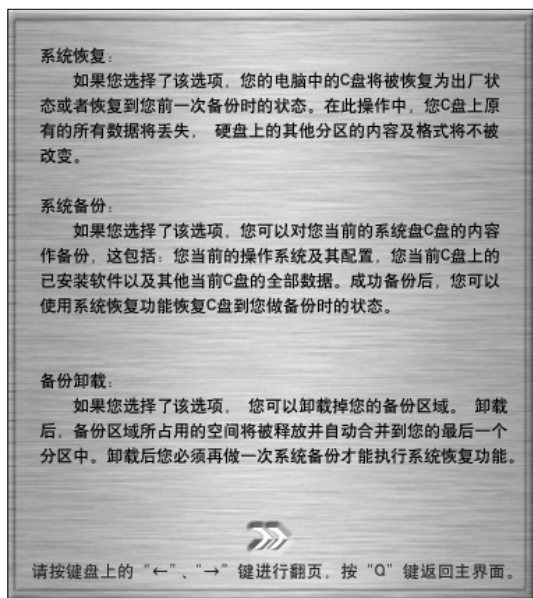 系统恢复：
如果您选择了该选项，您的电脑中的C盘将被恢复为出厂状
态或者恢复到您前一次备份时的状态。在此操作中，您C盘上原
有的所有数据将丢失， 硬盘上的其他分区的内容及格式将不被
改变。
系统备份：
如果您选择了该选项，您可以对您当前的系统盘C盘的内容
作备份，这包括：您当前的操作系统及其配置，您当前C盘上的
已安装软件以及其他当前C盘的全部数据。成功备份后，您可以
使用系统恢复功能恢复C盘到您做备份时的状态。
备份卸载：
如果您选择了该选项， 您可以卸载掉您的备份区域。 卸载
后，备份区域所占用的空间将被释放并自动合并到您的最后一个
分区中。卸载后您必须再做一次系统备份才能执行系统恢复功能。
请按键盘上的“←”、“→”键进行翻页，按“Q”键返回主界面。